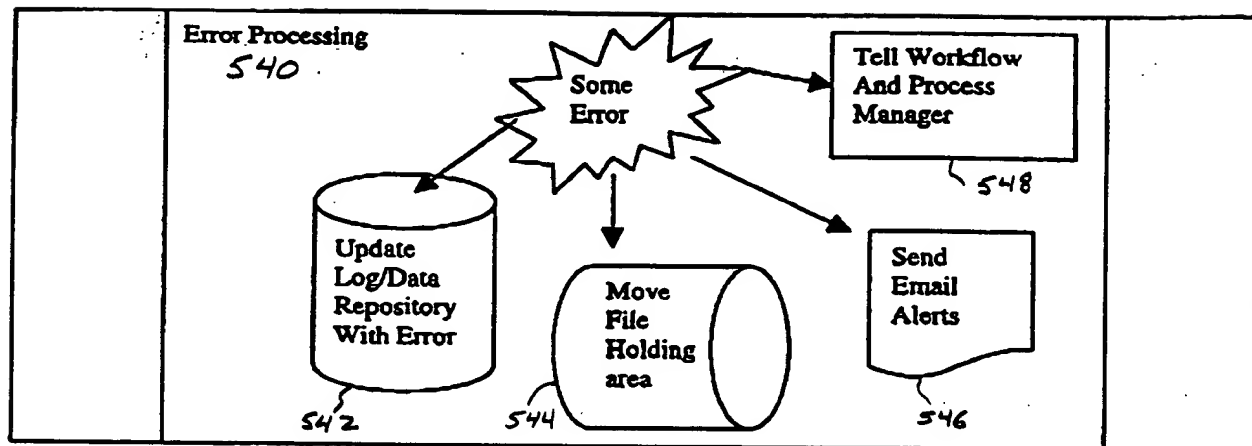 Error Processing
540
Some
Error
Tell Workflow
And Process
Manager
548
Update
Log/Data
Repository
With Error
542
Move
File
Holding
area
544
Send
Email
Alerts
546